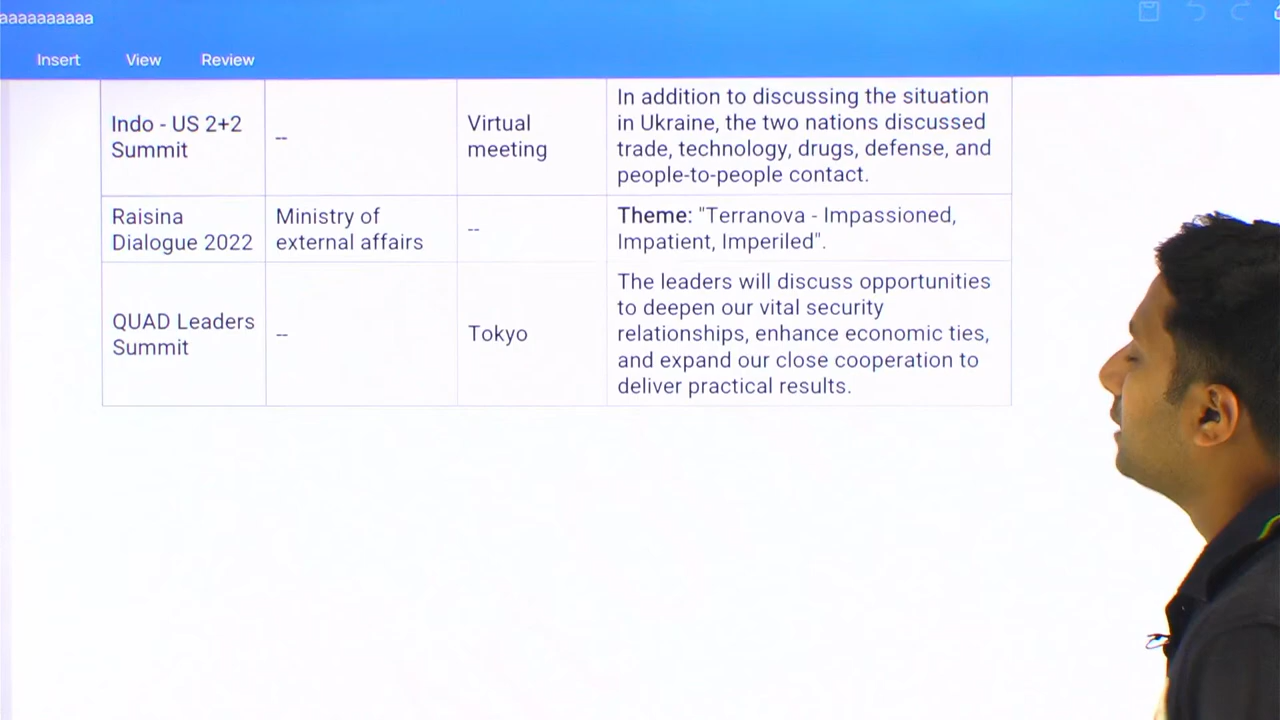 aaaaaaaaaaa
Insert View Review
Indo - US 2+2
Summit
--
Virtual
meeting
In addition to discussing the situation
in Ukraine, the two nations discussed
trade, technology, drugs, defense, and
people-to-people contact.
Raisina
Dialogue 2022
Ministry of
external affairs
--
Theme: "Terranova - Impassioned,
Impatient, Imperiled".
QUAD Leaders
Summit
--
Tokyo
The leaders will discuss opportunities
to deepen our vital security
relationships, enhance economic ties,
and expand our close cooperation to
deliver practical results.